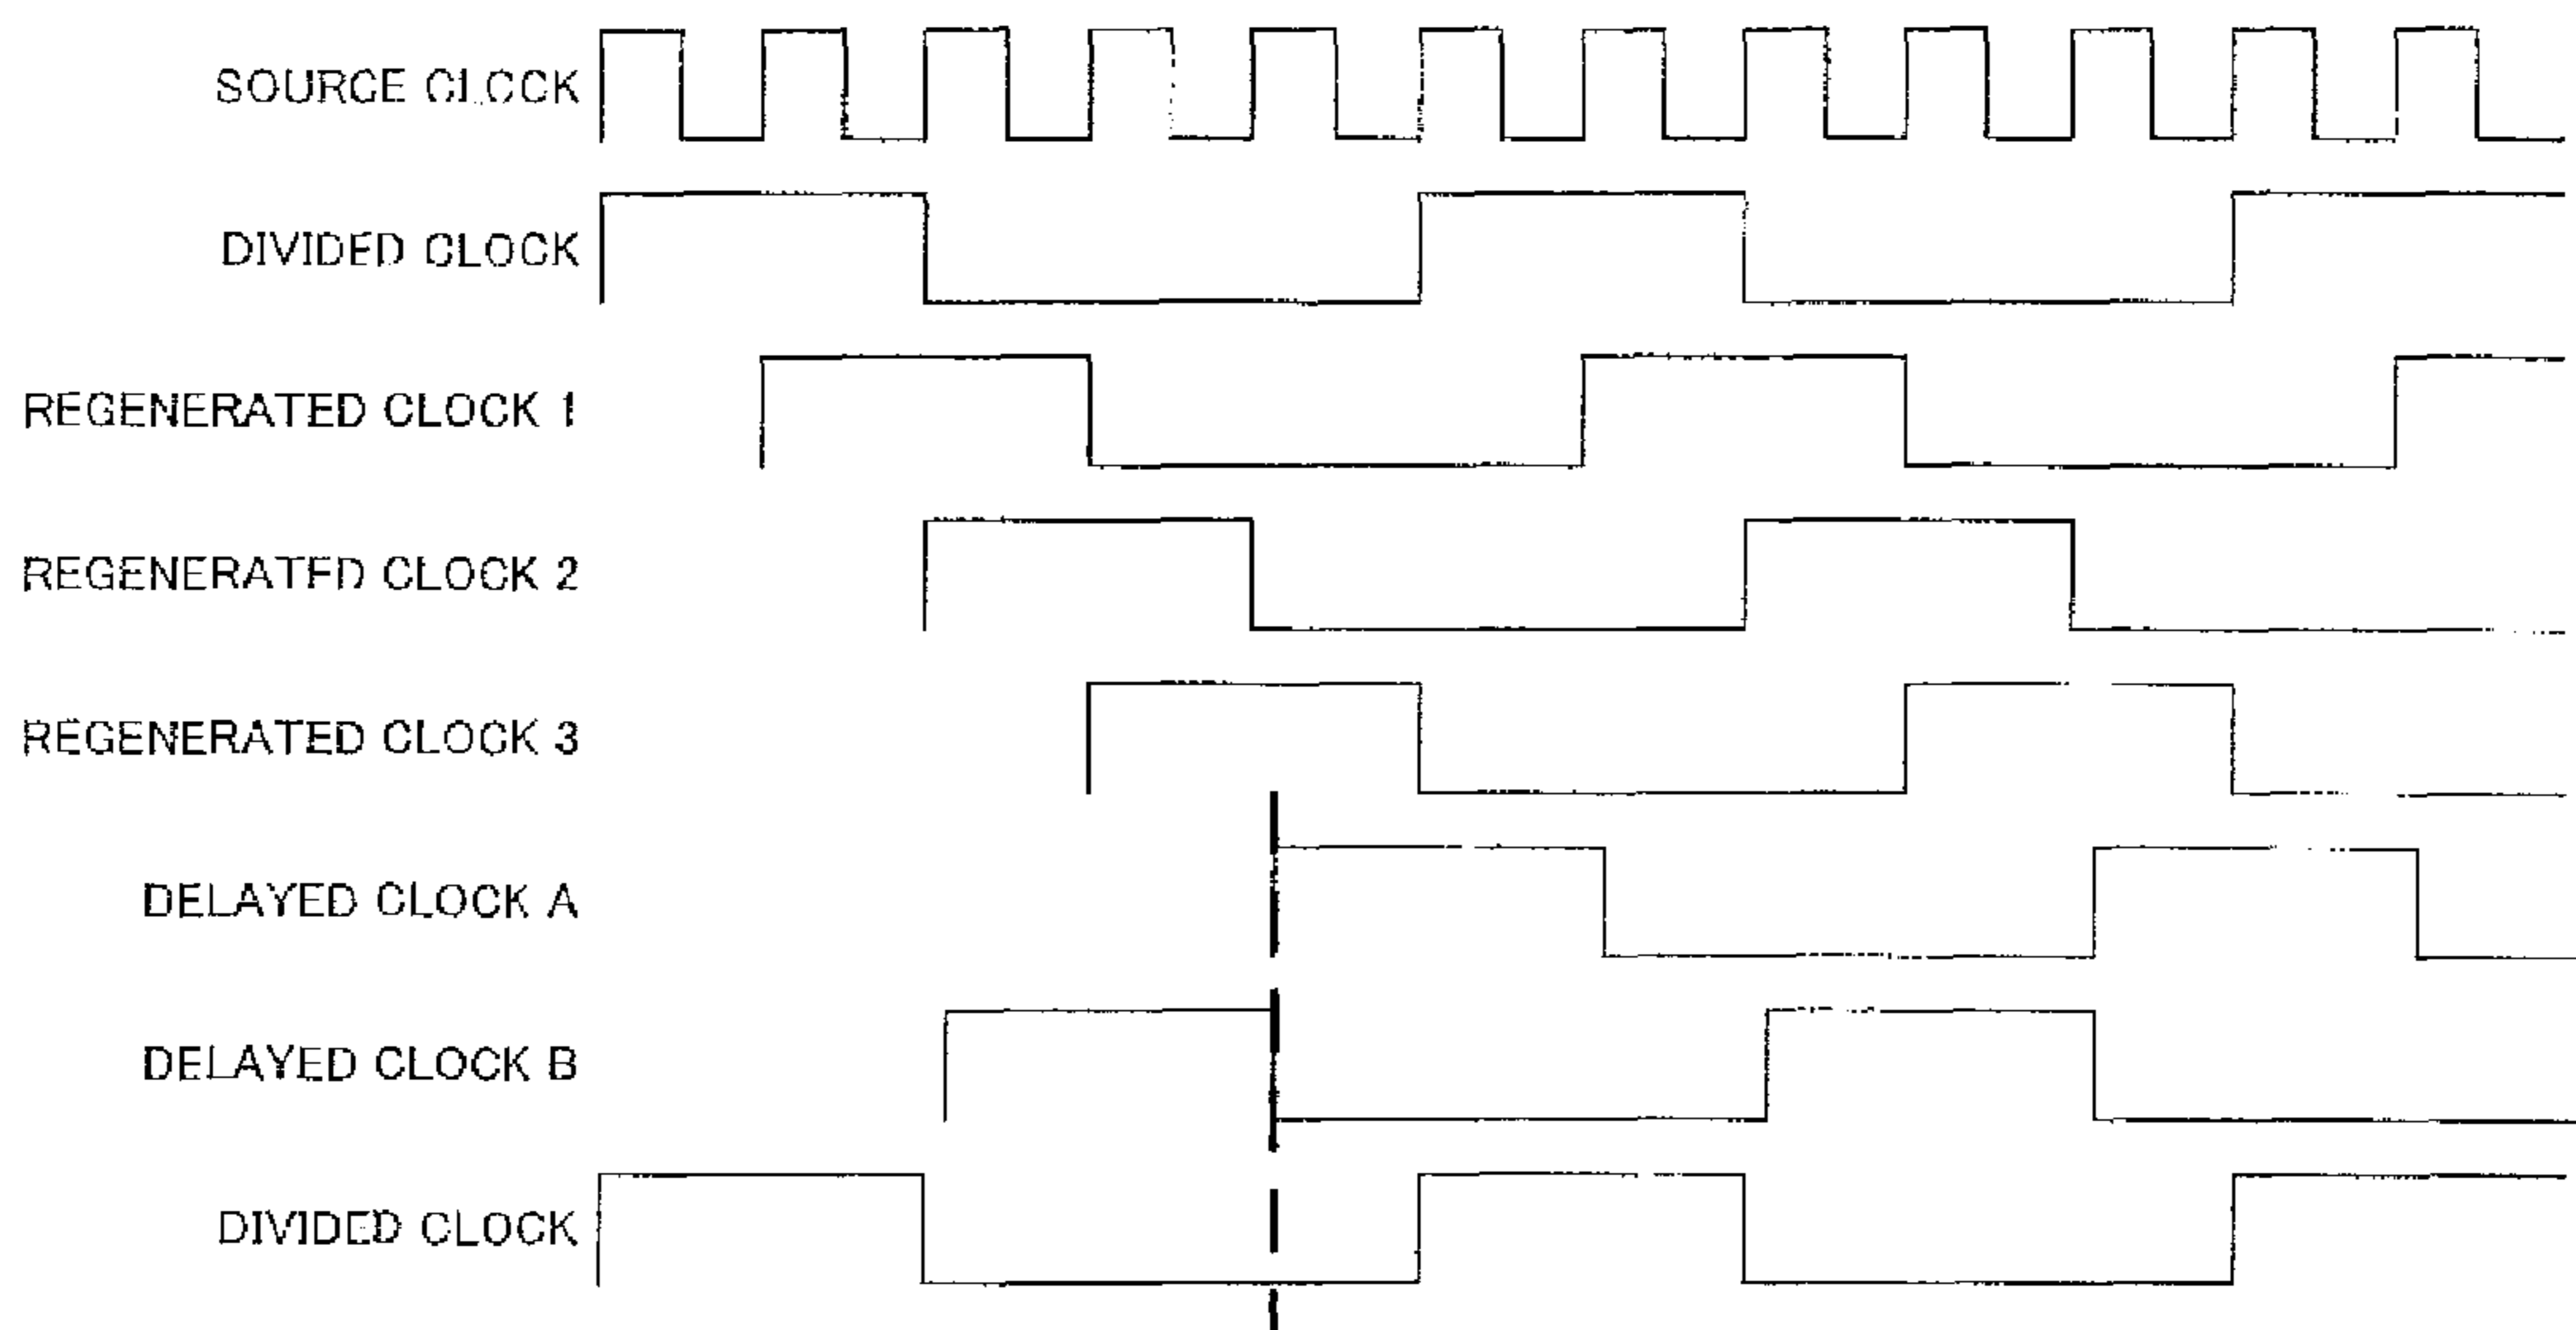 SOURCE CLOCK
DIVIDED CLOCK
REGENERATED CLOCK 1
REGENERATED CLOCK 2
REGENERATED CLOCK 3
DELAYED CLOCK A
DELAYED CLOCK B
DIVIDED CLOCK